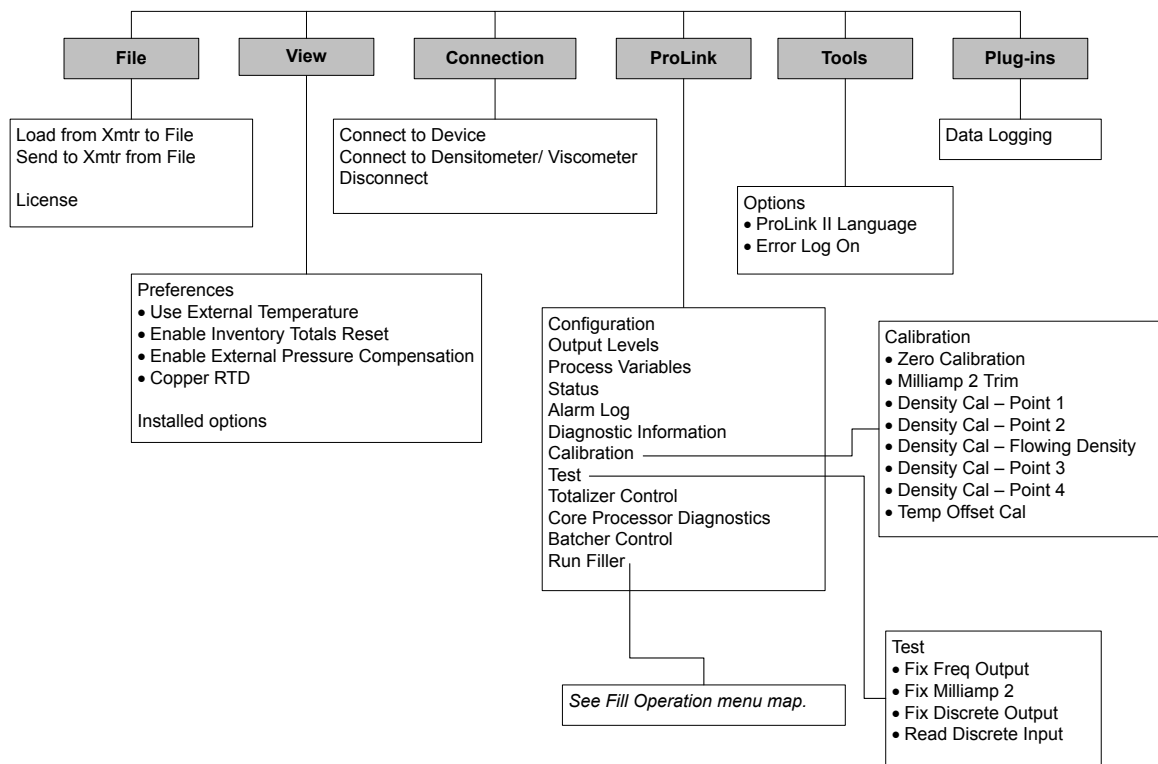 File
View
Connection
ProLink
Tools
Plug-ins
Load from Xmtr to File
Send to Xmtr from File
License
Connect to Device
Connect to Densitometer/ Viscometer
Disconnect
Data Logging
Options
• ProLink II Language
• Error Log On
Preferences
• Use External Temperature
• Enable Inventory Totals Reset
• Enable External Pressure Compensation
• Copper RTD
Installed options
Configuration
Output Levels
Process Variables
Status
Alarm Log
Diagnostic Information
Calibration
Test
Totalizer Control
Core Processor Diagnostics
Batcher Control
Run Filler
Calibration
• Zero Calibration
• Milliamp 2 Trim
• Density Cal – Point 1
• Density Cal – Point 2
• Density Cal – Flowing Density
• Density Cal – Point 3
• Density Cal – Point 4
• Temp Offset Cal
See Fill Operation menu map.
Test
• Fix Freq Output
• Fix Milliamp 2
• Fix Discrete Output
• Read Discrete Input